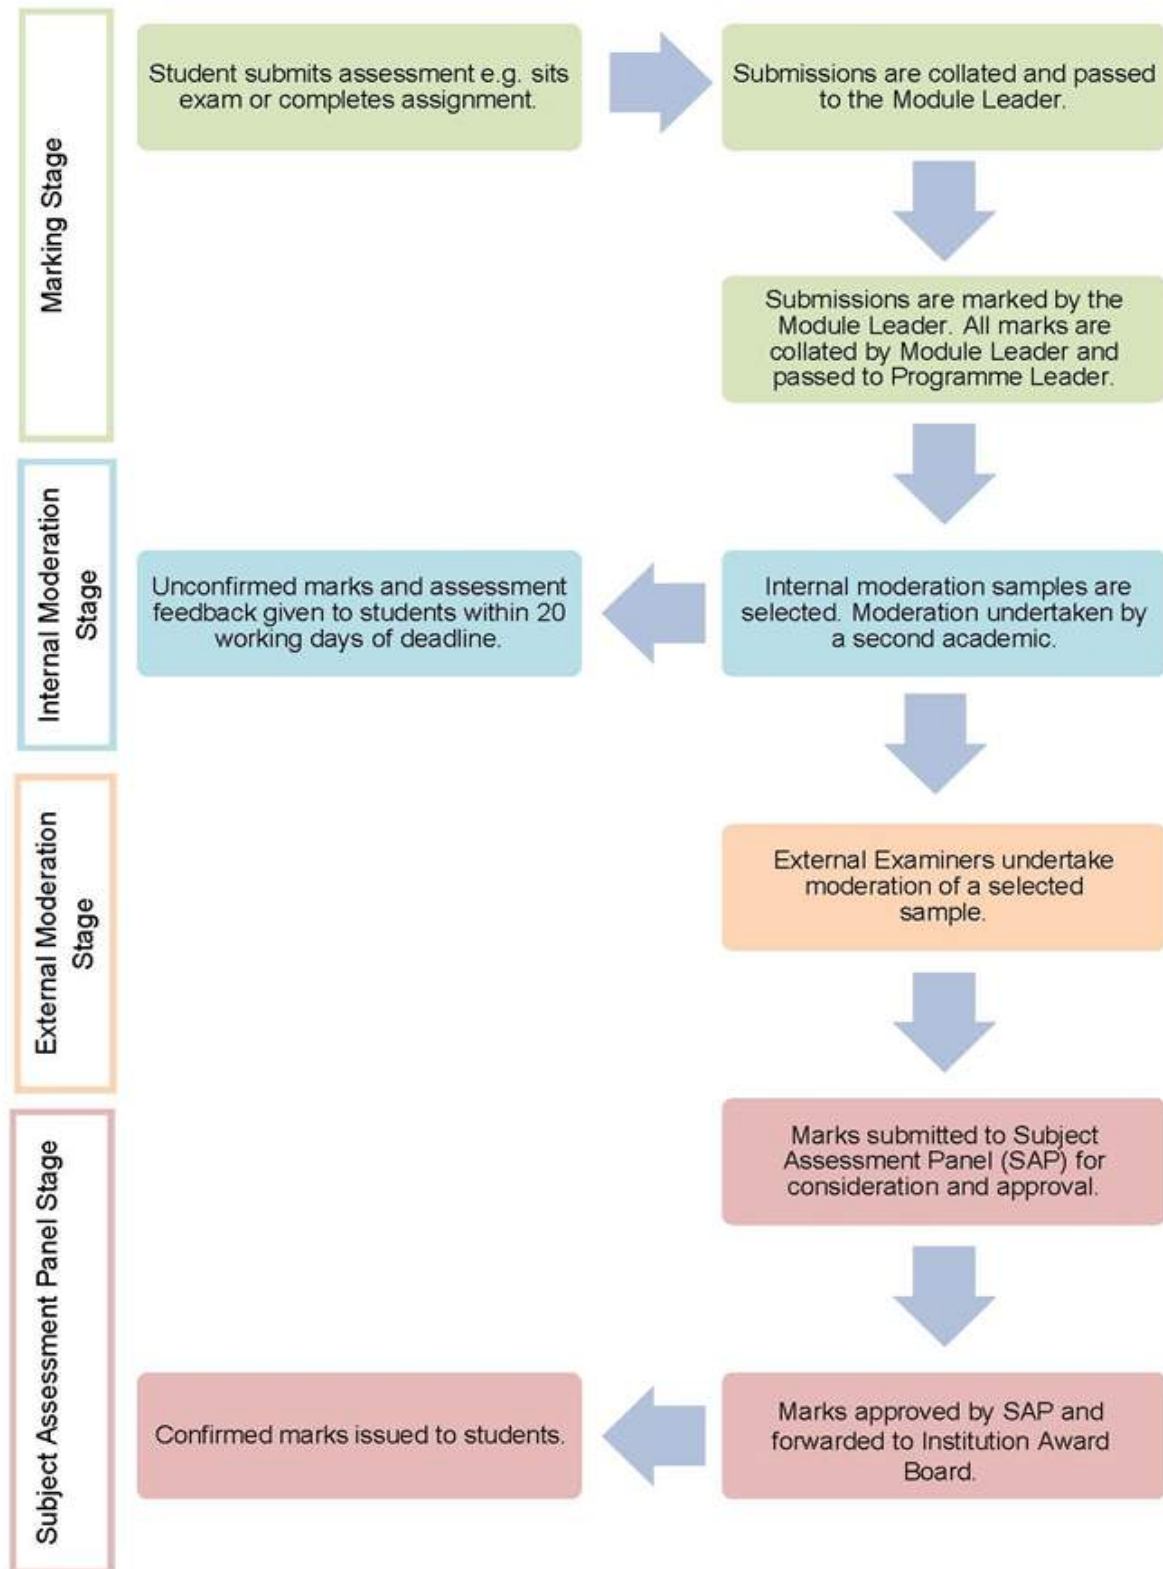 Marking Stage
Student submits assessment e.g. sits
exam or completes assignment.
Submissions are collated and passed
to the Module Leader.
Submissions are marked by the
Module Leader. All marks are
collated by Module Leader and
passed to Programme Leader.
Internal Moderation
Stage
Unconfirmed marks and assessment
feedback given to students within 20
working days of deadline.
Internal moderation samples are
selected. Moderation undertaken by
a second academic.
External Moderation
Stage
External Examiners undertake
moderation of a selected
sample.
Subject Assessment Panel Stage
Marks submitted to Subject
Assessment Panel (SAP) for
consideration and approval.
Confirmed marks issued to students.
Marks approved by SAP and
forwarded to Institution Award
Board.